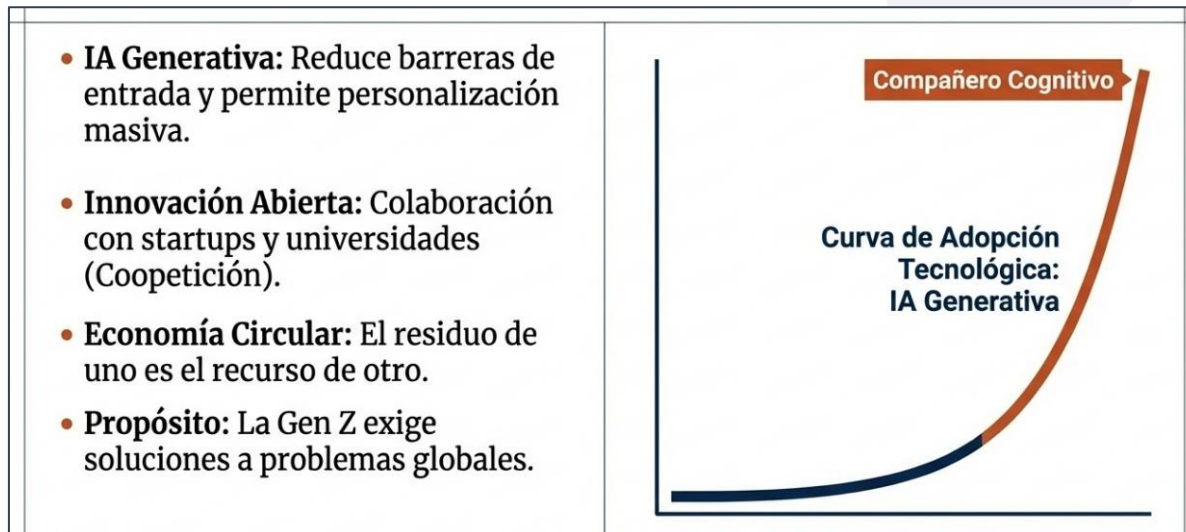 • IA Generativa: Reduce barreras de
entrada y permite personalización
masiva.
• Innovación Abierta: Colaboración
con startups y universidades
(Coopetición).
• Economía Circular: El residuo de
uno es el recurso de otro.
• Propósito: La Gen Z exige
soluciones a problemas globales.
Compañero Cognitivo
Curva de Adopción
Tecnológica:
IA Generativa